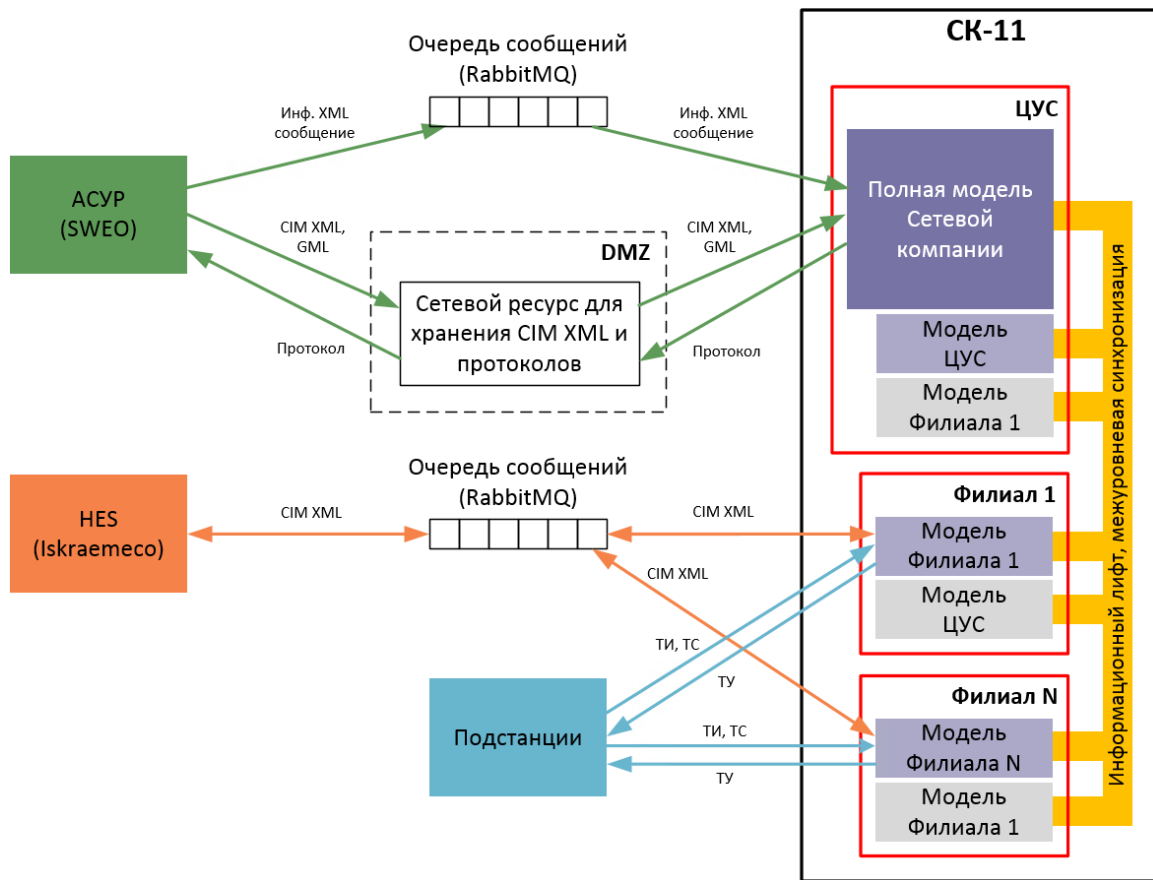 СК-11
Очередь сообщений
(RabbitMQ)
Инф. XML
сообщение
Инф. XML
сообщение
АСУР
(SWEO)
CIM XML,
GML
Протокол
DMZ
Сетевой ресурс для
хранения CIM XML и
протоколов
CIM XML,
GML
Протокол
ЦУС
Полная модель
Сетевой
компании
Модель
ЦУС
Модель
Филиала 1
Информационный лифт, межуровневая синхронизация
HES
(Iskraemeco)
CIM XML
Очередь сообщений
(RabbitMQ)
CIM XML
CIM XML
Филиал 1
Модель
Филиала 1
Модель
ЦУС
ТИ, ТС
ТУ
Подстанции
ТИ, ТС
ТУ
Филиал N
Модель
Филиала N
Модель
Филиала 1